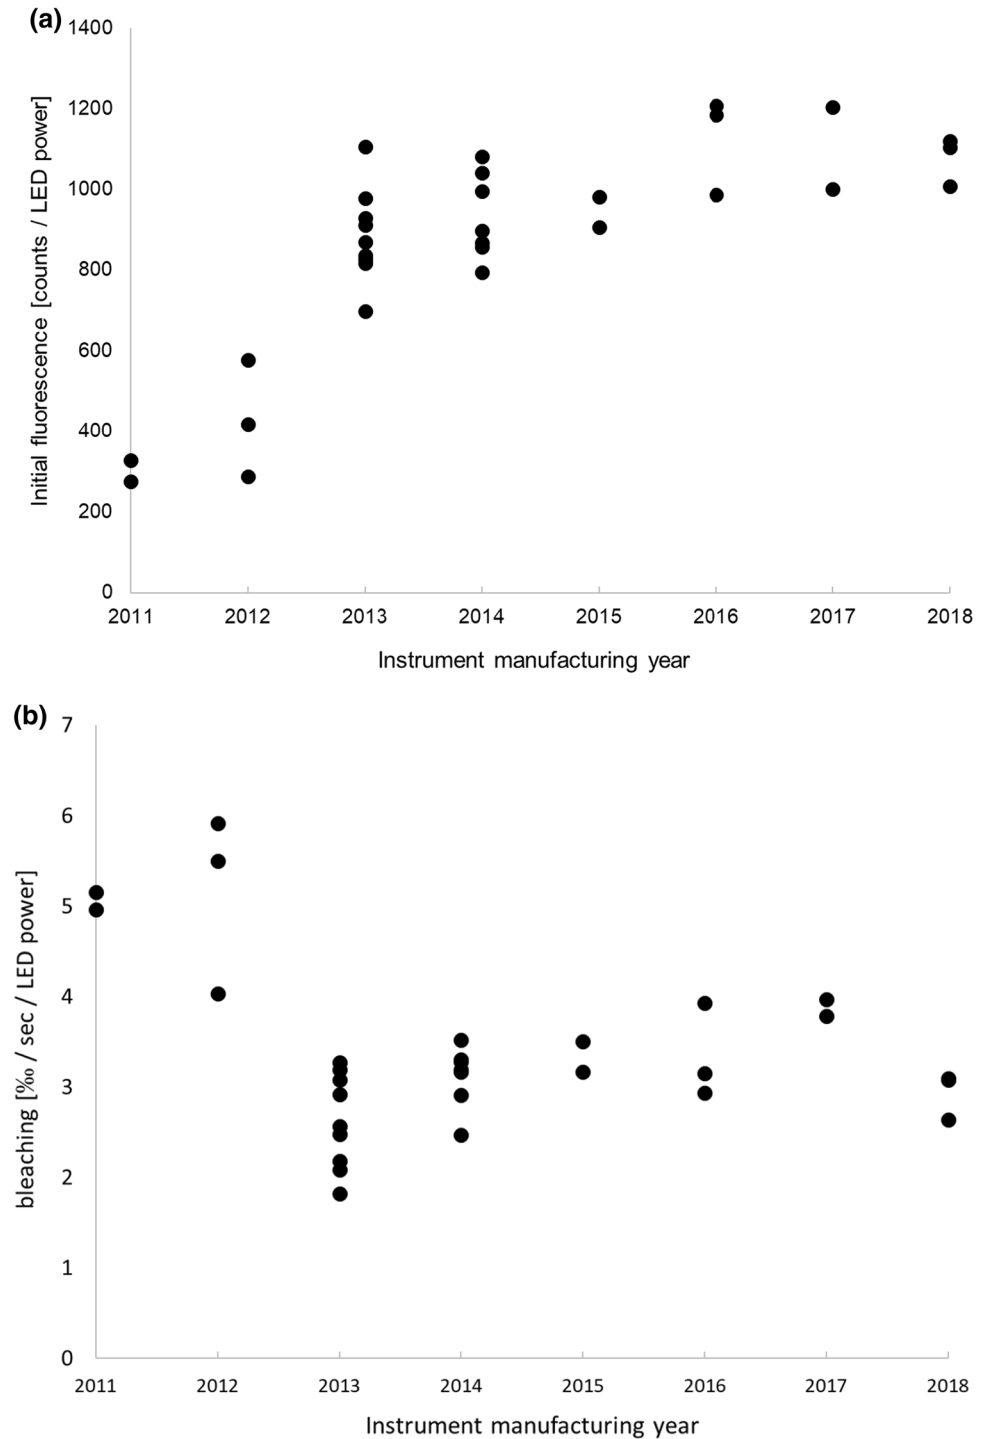 (a)
Initial fluorescence [counts / LED power]
1400
1200
1000
800
600
400
200
0
2011 2012 2013 2014 2015 2016 2017 2018
Instrument manufacturing year
(b)
bleaching [‰ / sec / LED power]
7
6
5
4
3
2
1
0
2011 2012 2013 2014 2015 2016 2017 2018
Instrument manufacturing year